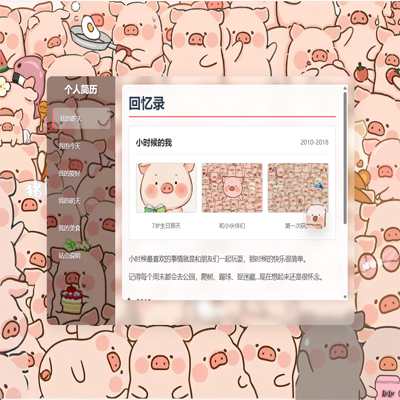 个人简历
我的昨天
我的今天
我的爱好
我的明天
我的美食
站点说明
回忆录
小时候的我
2010-2018
7岁生日那天
和小伙伴们
第一次获
小时候最喜欢的事情就是和朋友们一起玩耍，那时候的快乐很简单。
记得每个周末都会去公园，爬树、踢球、捉迷藏...现在想起来还是很怀念。